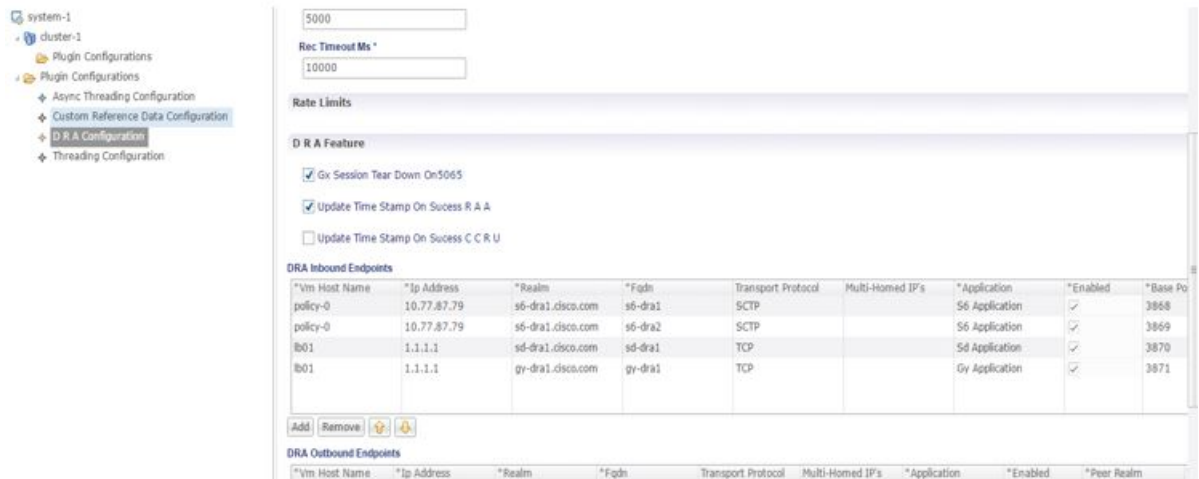 system-1
cluster-1
Plugin Configurations
Plugin Configurations
Async Threading Configuration
Custom Reference Data Configuration
D R A Configuration
Threading Configuration
5000
Rec Timeout Ms *
10000
Rate Limits
D R A Feature
Gx Session Tear Down On5065
Update Time Stamp On Sucess R A A
Update Time Stamp On Sucess C C R U
DRA Inbound Endpoints
*Vm Host Name *Ip Address *Realm *Fqdn Transport Protocol Multi-Homed IP's *Application *Enabled *Base Po
policy-0 10.77.87.79 s6-dra1.cisco.com s6-dra1 SCTP S6 Application 3868
policy-0 10.77.87.79 s6-dra1.cisco.com s6-dra2 SCTP S6 Application 3869
lb01 1.1.1.1 sd-dra1.cisco.com sd-dra1 TCP Sd Application 3870
lb01 1.1.1.1 gy-dra1.cisco.com gy-dra1 TCP Gy Application 3871
Add Remove
DRA Outbound Endpoints
*Vm Host Name *Ip Address *Realm *Fqdn Transport Protocol Multi-Homed IP's *Application *Enabled *Peer Realm